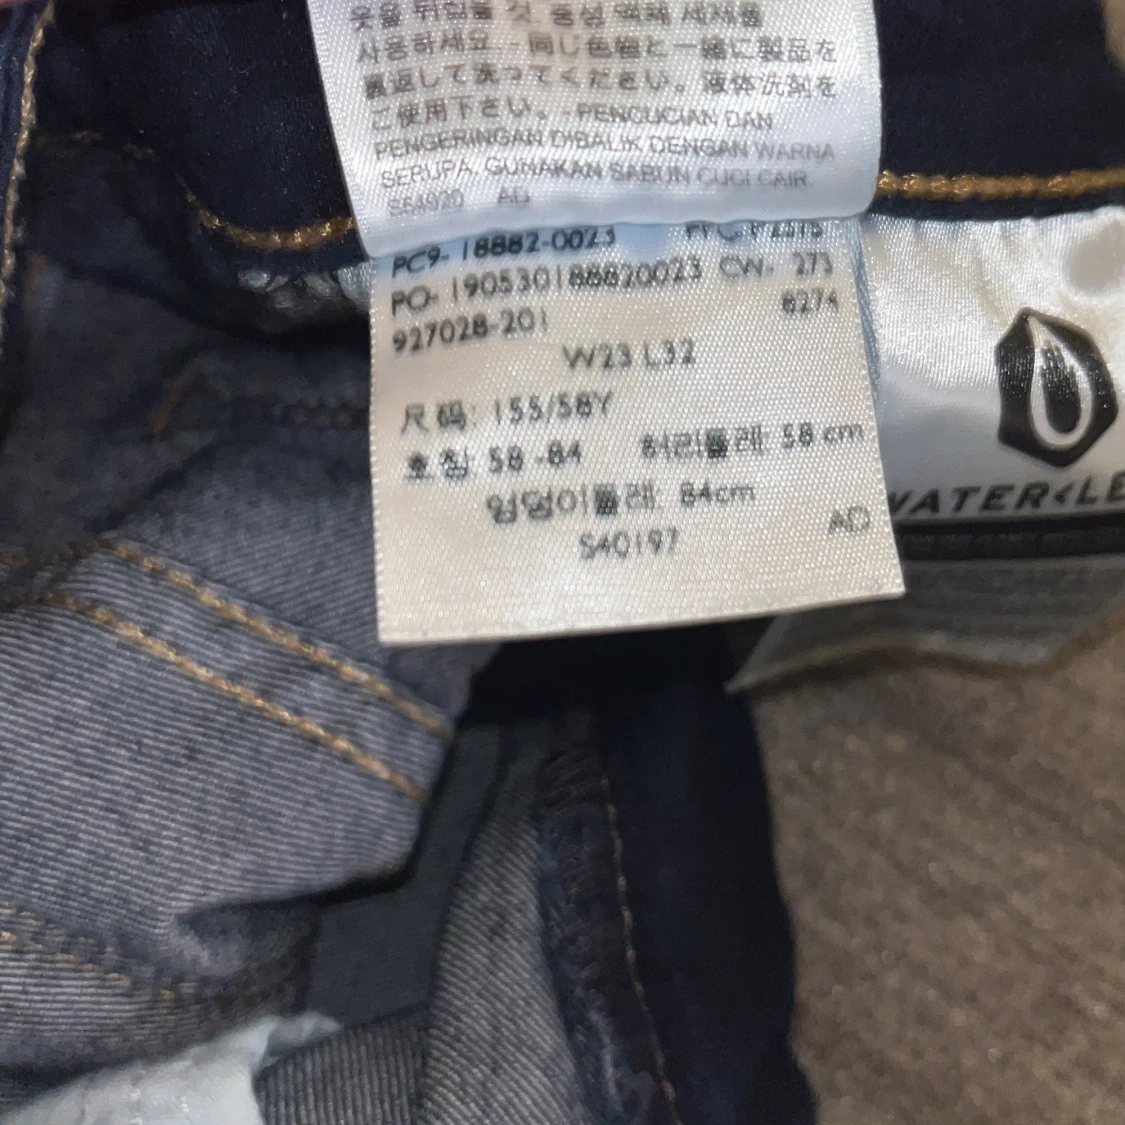 옷을 뒤집을 것. 중성 액체 세제를
사용하세요 - 同じ色物と一緒に製品を
裏返して洗ってください。液体洗剤を
ご使用下さい。- PENCUCIAN DAN
PENGERINGAN DIBALIK DENGAN WARNA
SERUPA. GUNAKAN SABUN CUCI CAIR.
S54920 AD
PC9- 18882-0023
PO- 190530188820023 CW- 273
927028-201 8274
W23 L32
尺码: 155/58Y
호칭: 58-84 허리둘레: 58 cm
엉덩이둘레: 84cm
S40197 AD
WATER<LE